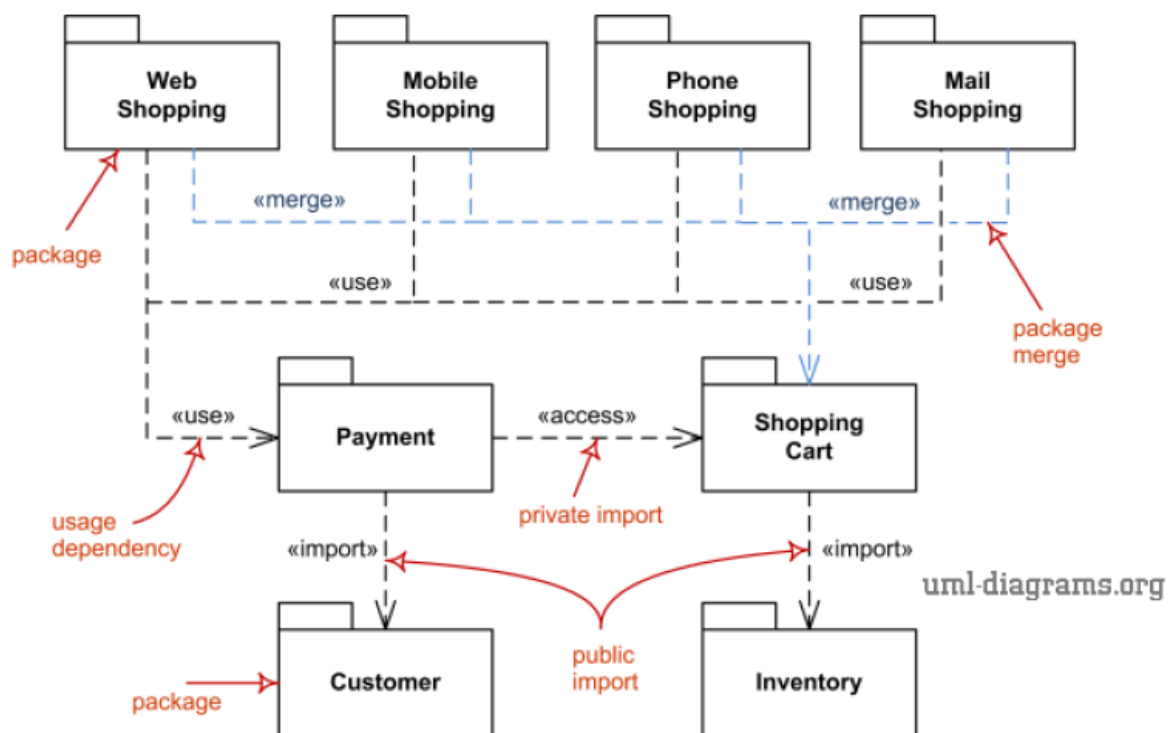 Web
Shopping
Mobile
Shopping
Phone
Shopping
Mail
Shopping
«merge»
«merge»
package
«use»
«use»
package
merge
«use»
Payment
«access»
Shopping
Cart
usage
dependency
private import
«import»
«import»
uml-diagrams.org
public
import
package
Customer
Inventory